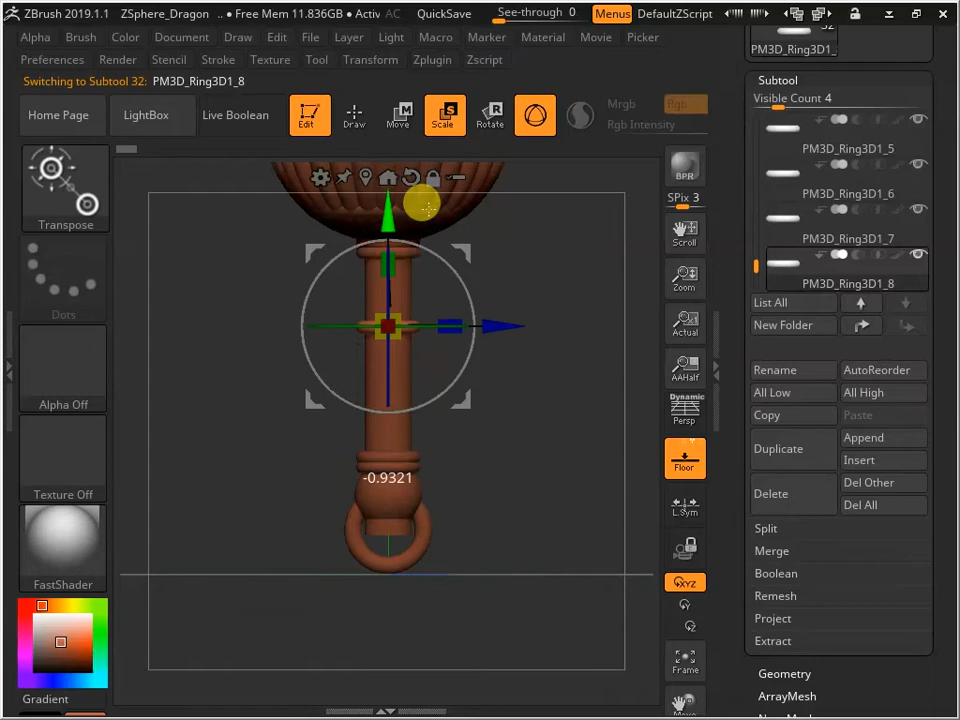 ZBrush 2019.1.1 ZSphere_Dragon .. ● Free Mem 11.836GB ● Activ AC QuickSave See-through 0 Menus DefaultZScript
Alpha Brush Color Document Draw Edit File Layer Light Macro Marker Material Movie Picker
Preferences Render Stencil Stroke Texture Tool Transform Zplugin Zscript
Switching to Subtool 32: PM3D_Ring3D1_8
Home Page LightBox Live Boolean Edit Draw Move Scale Rotate Mrgb Rgb
Rgb Intensity
Transpose
Dots
Alpha Off
Texture Off
FastShader
Gradient
-0.9321
BPR
SPix 3
Scroll
Zoom
Actual
AAHalf
Dynamic
Persp
Floor
L.Sym
XYZ
Frame
Move
PM3D_Ring3D1_
Subtool
Visible Count 4
PM3D_Ring3D1_5
PM3D_Ring3D1_6
PM3D_Ring3D1_7
PM3D_Ring3D1_8
List All
New Folder
Rename AutoReorder
All Low All High
Copy Paste
Duplicate Append
Insert
Delete Del Other
Del All
Split
Merge
Boolean
Remesh
Project
Extract
Geometry
ArrayMesh